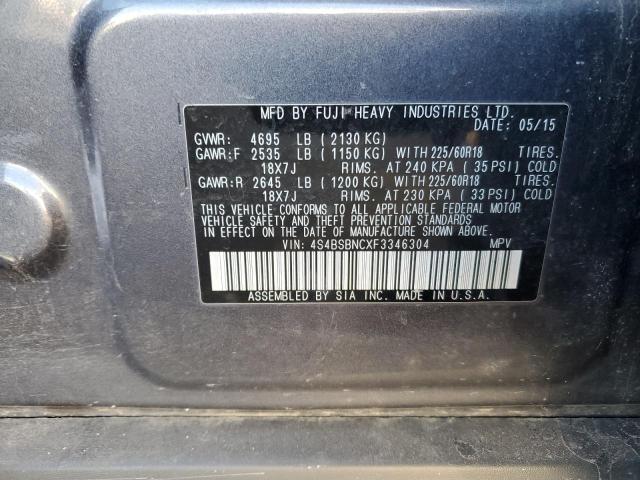 MFD BY FUJI HEAVY INDUSTRIES LTD.
DATE: 05/15
GVWR: 4695 LB ( 2130 KG)
GAWR:F 2535 LB ( 1150 KG) WITH 225/60R18 TIRES.
18X7J RIMS. AT 240 KPA ( 35 PSI) COLD
GAWR:R 2645 LB ( 1200 KG) WITH 225/60R18 TIRES.
18X7J RIMS. AT 230 KPA ( 33 PSI) COLD
THIS VEHICLE CONFORMS TO ALL APPLICABLE FEDERAL MOTOR
VEHICLE SAFETY AND THEFT PREVENTION STANDARDS
IN EFFECT ON THE DATE OF MANUFACTURE SHOWN ABOVE.
VIN: 4S4BSBNCXF3346304 MPV
ASSEMBLED BY SIA INC. MADE IN U.S.A.